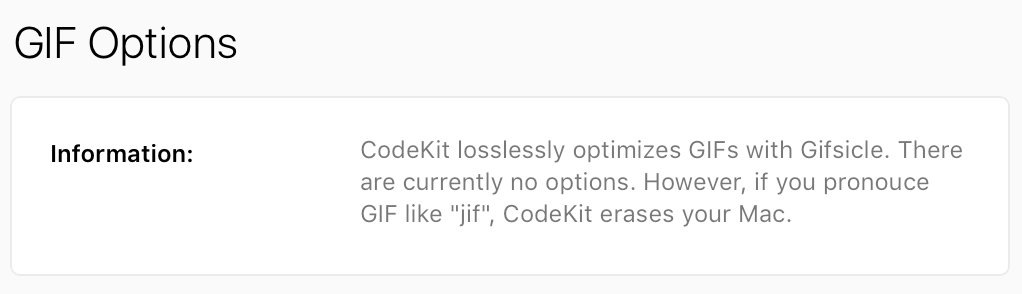 GIF Options
Information:
CodeKit losslessly optimizes GIFs with Gifsicle. There
are currently no options. However, if you pronouce
GIF like "jif", CodeKit erases your Mac.